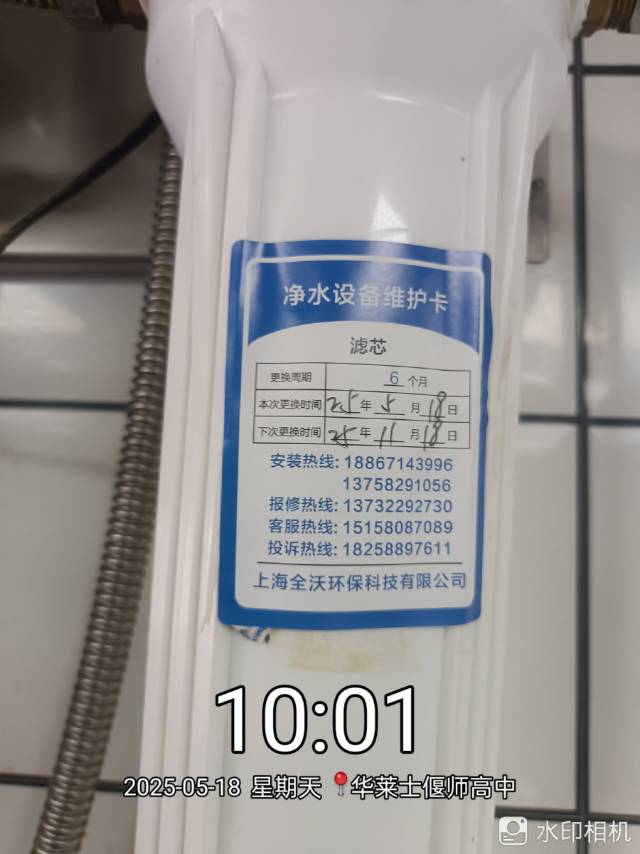 净水设备维护卡
滤芯
更换周期 6 个月
本次更换时间 25 年 5 月 18 日
下次更换时间 25 年 11 月 18 日
安装热线: 18867143996
13758291056
报修热线: 13732292730
客服热线: 15158087089
投诉热线: 18258897611
上海全沃环保科技有限公司
10:01
2025-05-18 星期天 华莱士偃师高中
水印相机